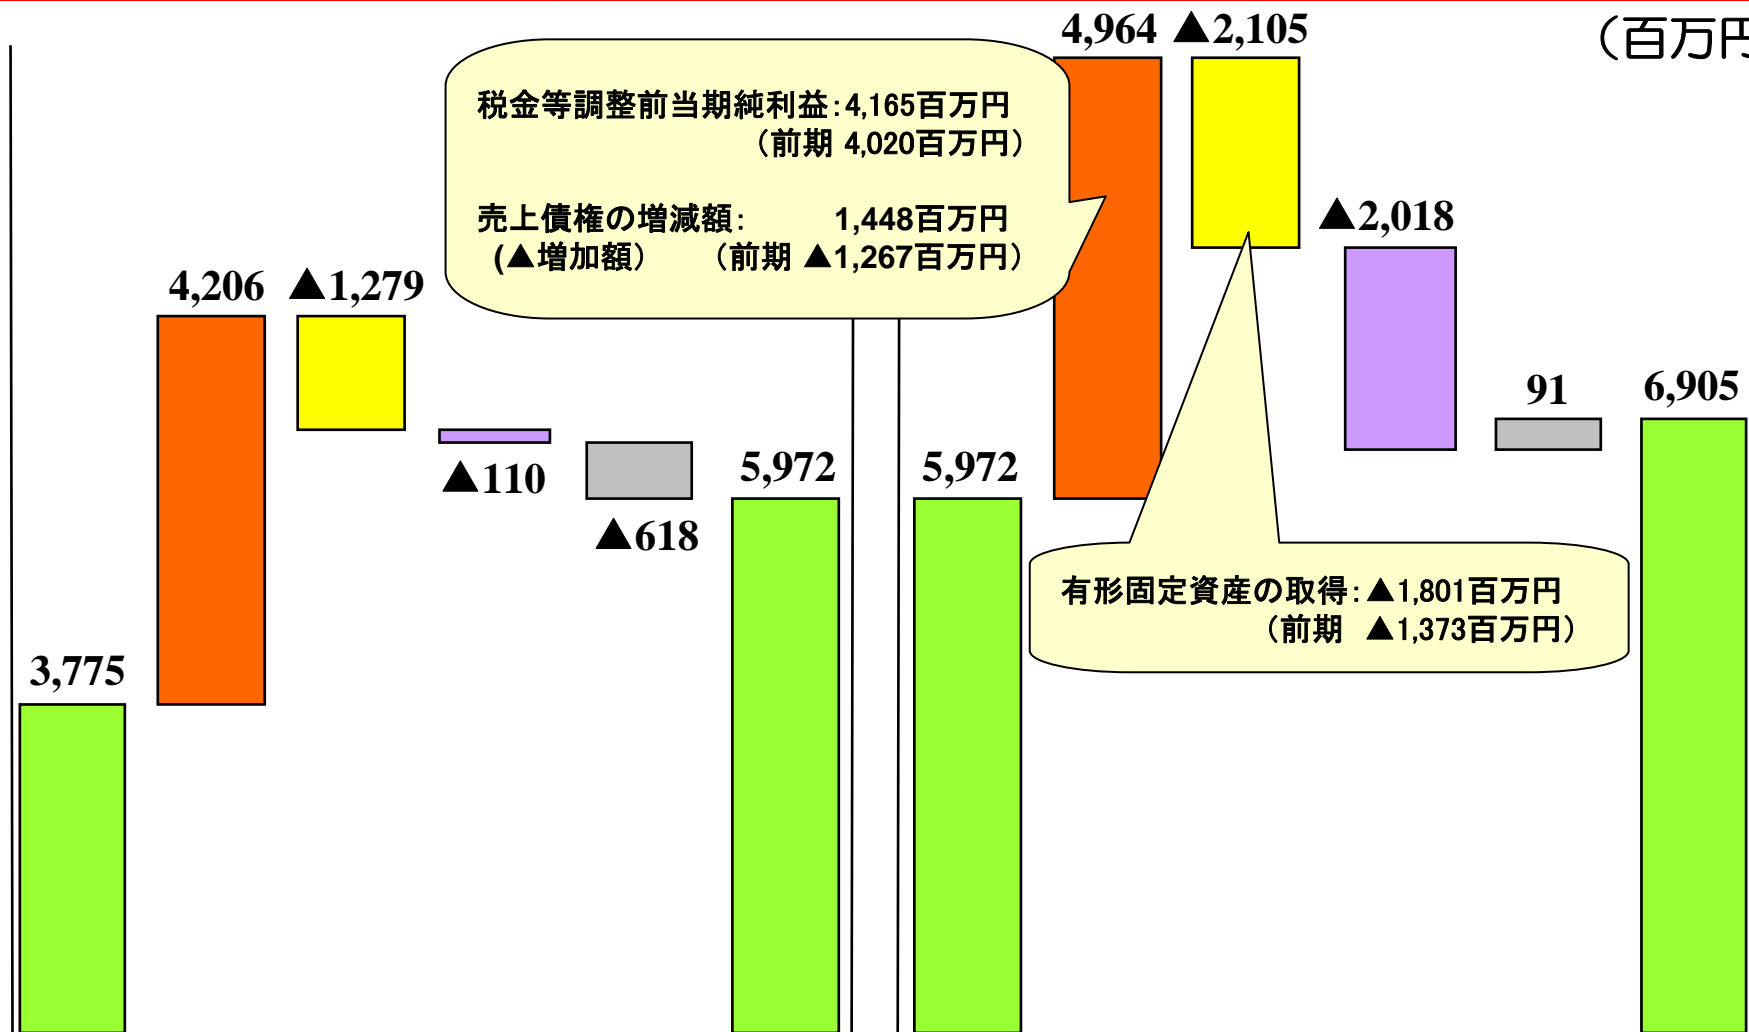 （百万円
4,964 ▲2,105
税金等調整前当期純利益：4,165百万円
（前期 4,020百万円）
売上債権の増減額： 1,448百万円
(▲増加額） （前期 ▲1,267百万円）
▲2,018
4,206 ▲1,279
91
6,905
▲110
5,972
5,972
▲618
有形固定資産の取得：▲1,801百万円
（前期 ▲1,373百万円）
3,775